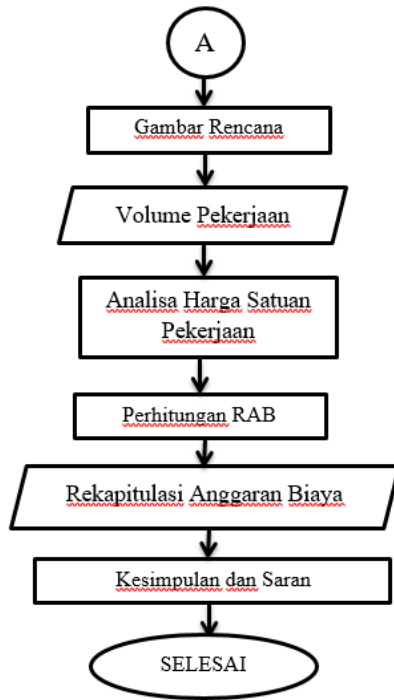 A
Gambar Rencana
Volume Pekerjaan
Analisa Harga Satuan
Pekerjaan
Perhitungan RAB
Rekapitulasi Anggaran Biaya
Kesimpulan dan Saran
SELESAI